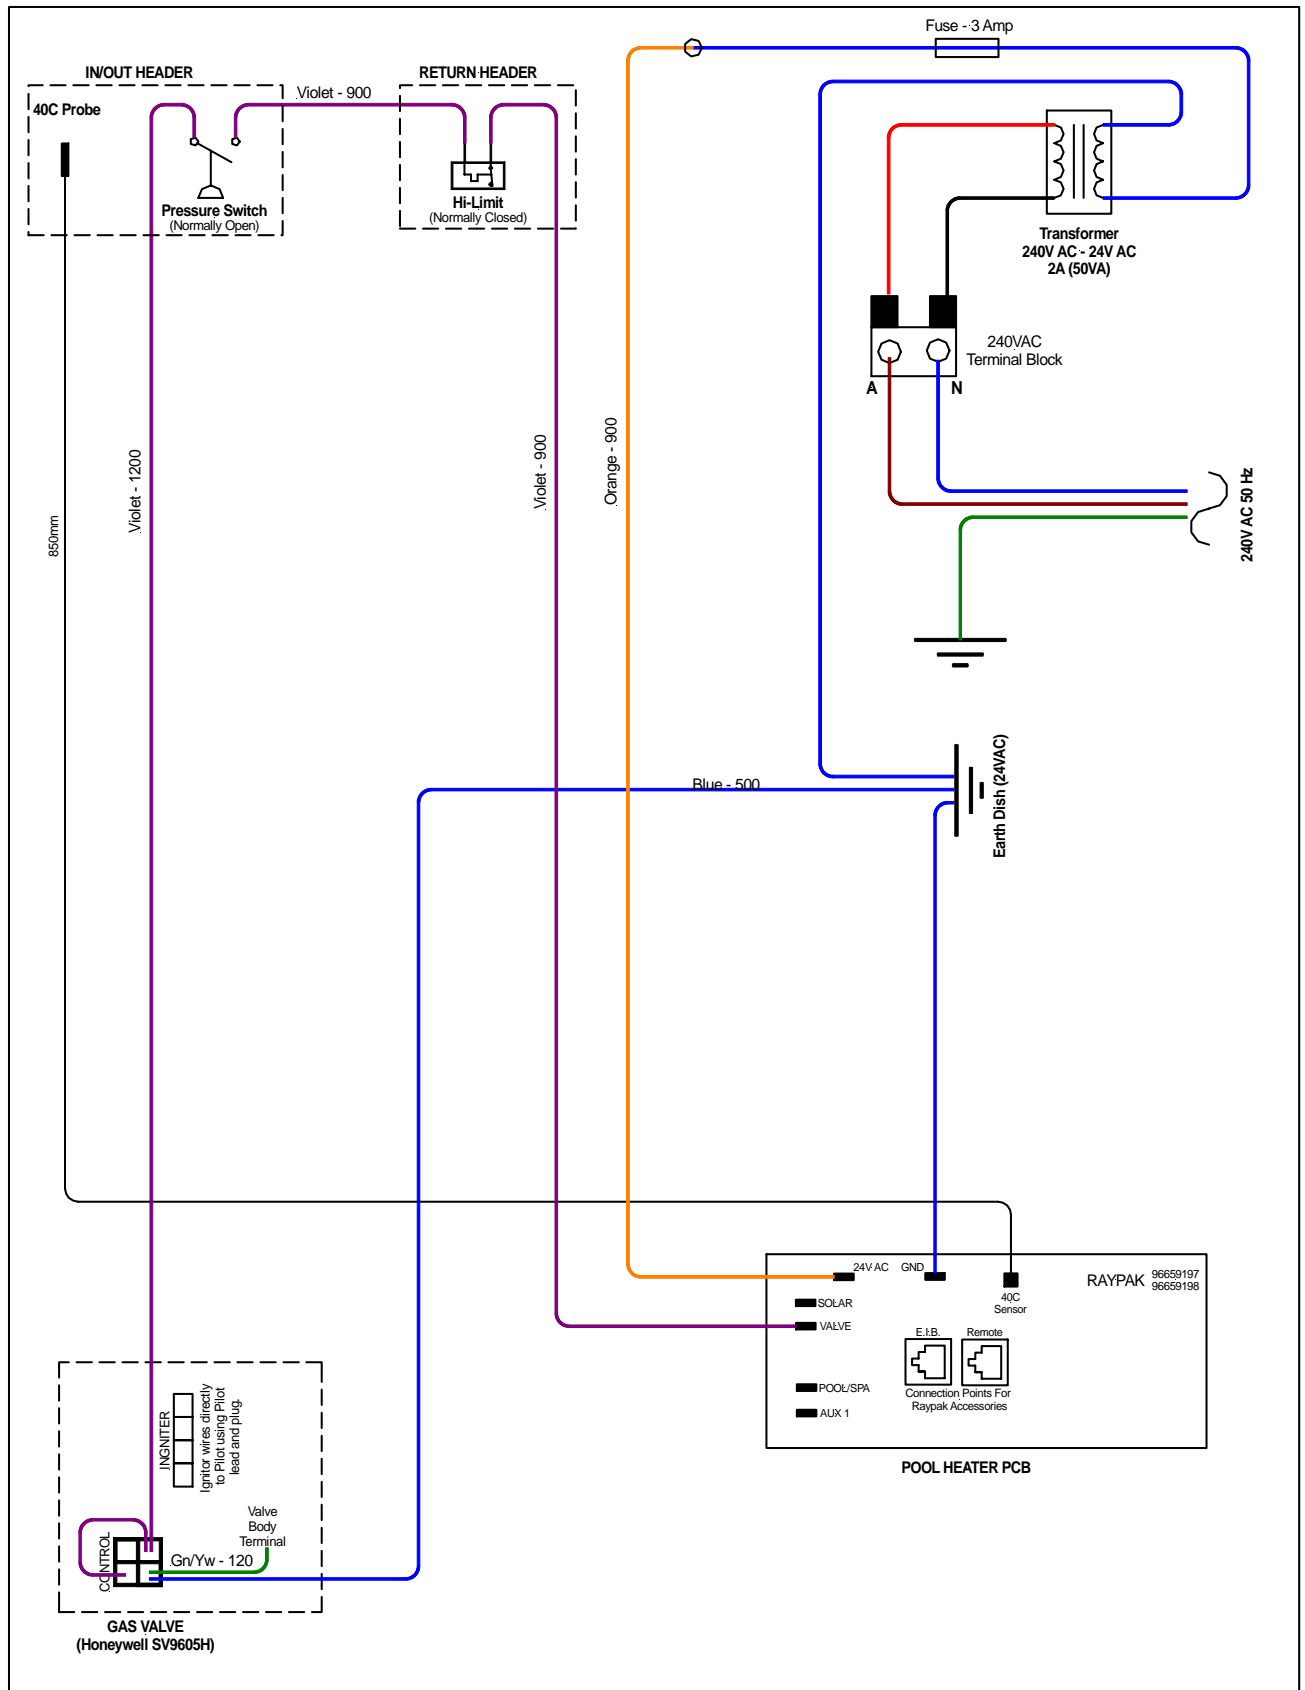 Fuse - 3 Amp
IN/OUT HEADER
RETURN HEADER
40C Probe
Violet - 900
Pressure Switch
(Normally Open)
Hi-Limit
(Normally Closed)
Transformer
240V AC - 24V AC
2A (50VA)
240VAC
Terminal Block
A
N
Violet - 1200
850mm
Violet - 900
Orange - 900
240V AC 50 Hz
Blue - 500
Earth Dish (24VAC)
24V AC
GND
40C
Sensor
RAYPAK
96659197
96659198
SOLAR
VALVE
E.I.B.
Remote
Connection Points For
Raypak Accessories
POOL/SPA
AUX 1
POOL HEATER PCB
INGNITER
Ignitor wires directly
to Pilot using Pilot
lead and plug.
Valve
Body
Terminal
CONTROL
Gn/Yw - 120
GAS VALVE
(Honeywell SV9605H)